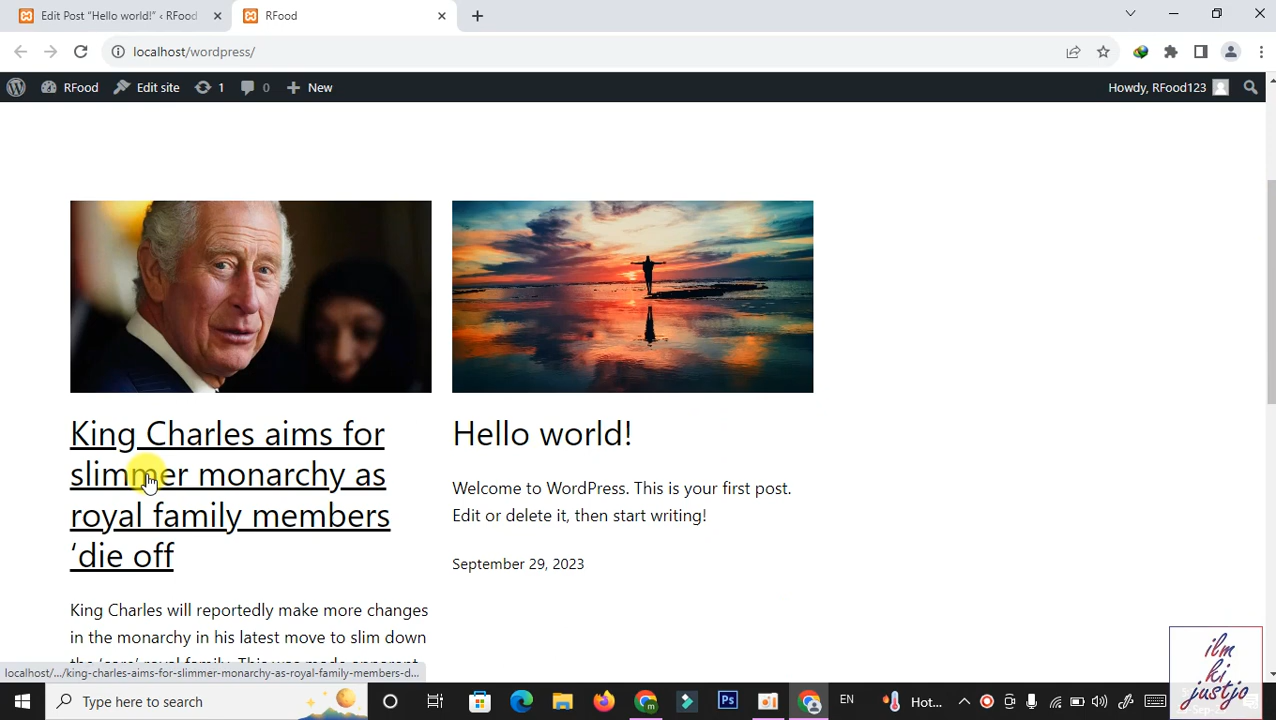 Edit Post “Hello world!” ‹ RFood
RFood
localhost/wordpress/
RFood
Edit site
1
0
New
Howdy, RFood123
King Charles aims for
slimmer monarchy as
royal family members
‘die off
King Charles will reportedly make more changes
in the monarchy in his latest move to slim down
Hello world!
Welcome to WordPress. This is your first post.
Edit or delete it, then start writing!
September 29, 2023
localhost/.../king-charles-aims-for-slimmer-monarchy-as-royal-family-members-d...
Type here to search
Ps
EN
Hot...
ilm
ki
justjo